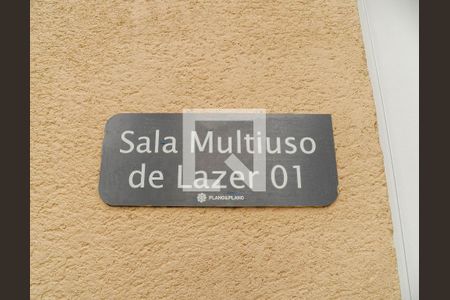 Sala Multiuso
de Lazer 01
PLANO&PLANO